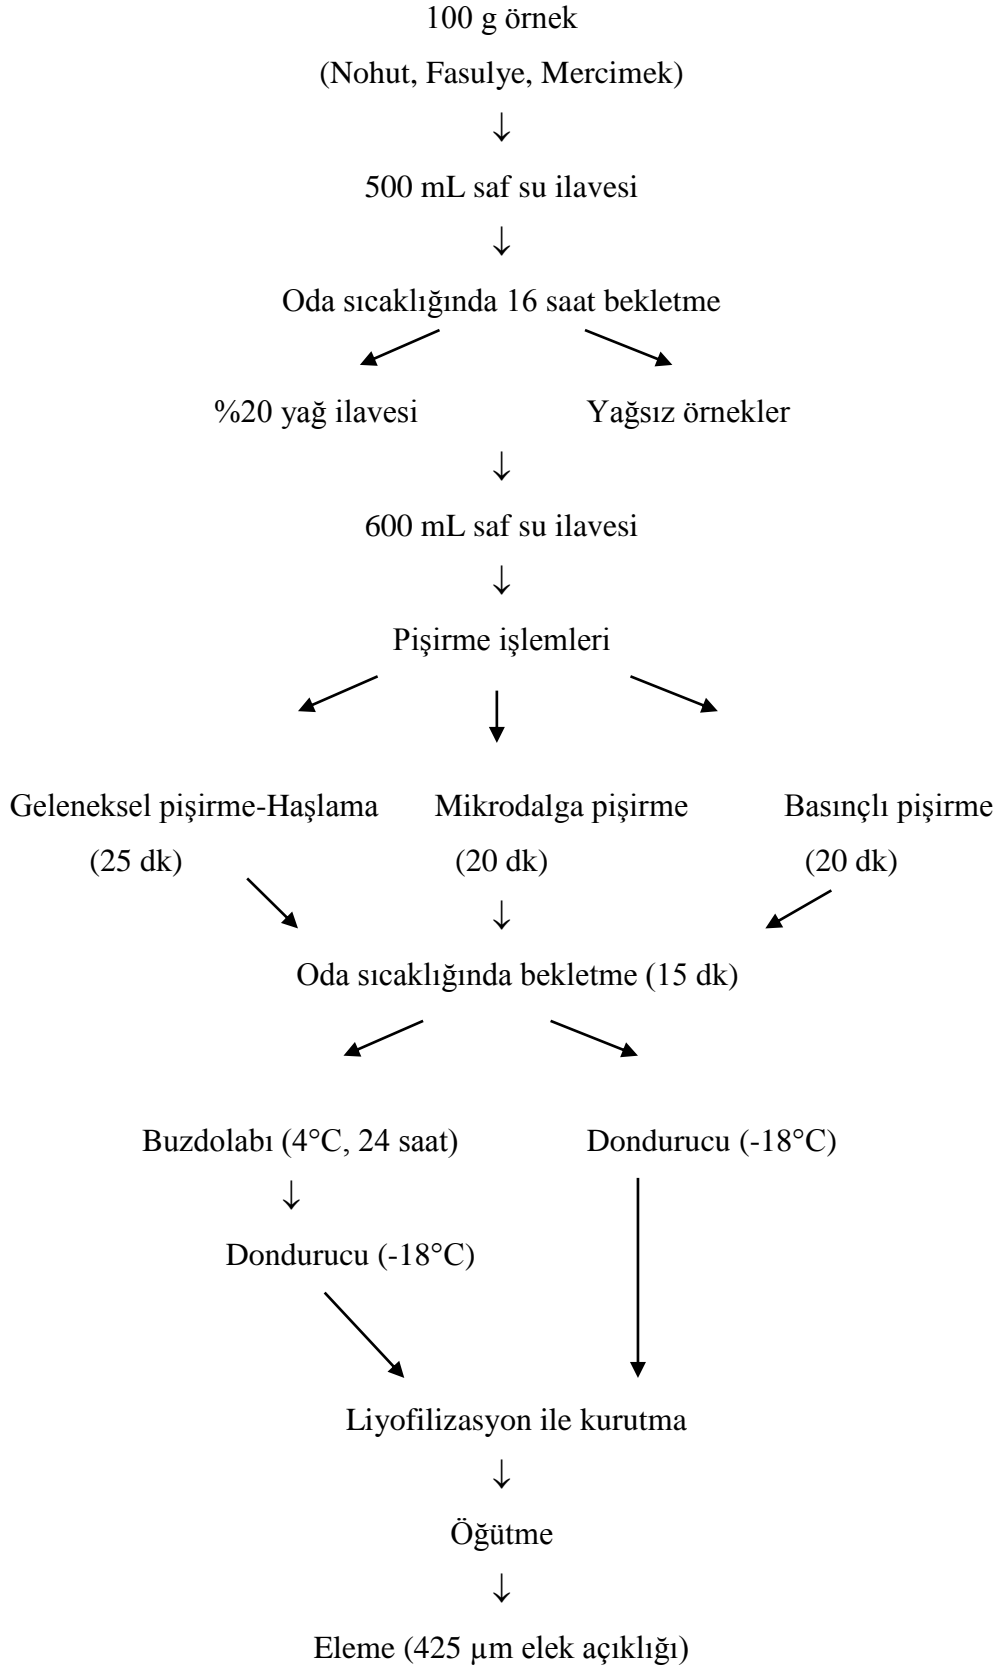 100 g örnek
(Nohut, Fasulye, Mercimek)
↓
500 mL saf su ilavesi
↓
Oda sıcaklığında 16 saat bekletme
%20 yağ ilavesi Yağsız örnekler
↓
600 mL saf su ilavesi
↓
Pişirme işlemleri
Geleneksel pişirme-Haşlama Mikrodalga pişirme Basınçlı pişirme
(25 dk) (20 dk) (20 dk)
↓
Oda sıcaklığında bekletme (15 dk)
Buzdolabı (4°C, 24 saat) Dondurucu (-18°C)
↓
Dondurucu (-18°C)
Liyofilizasyon ile kurutma
↓
Öğütme
↓
Eleme (425 µm elek açıklığı)